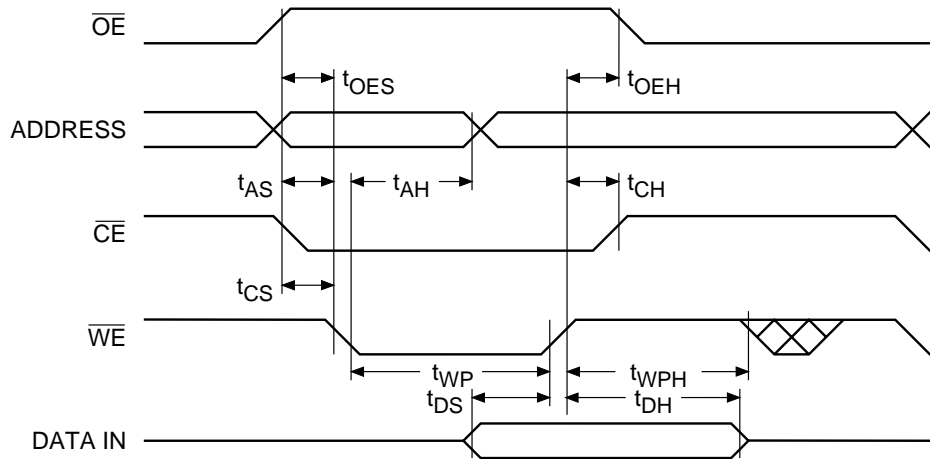 OE
tOES tOEH
ADDRESS
tAS tAH tCH
CE
tCS
WE
tWP tWPH
tDS tDH
DATA IN